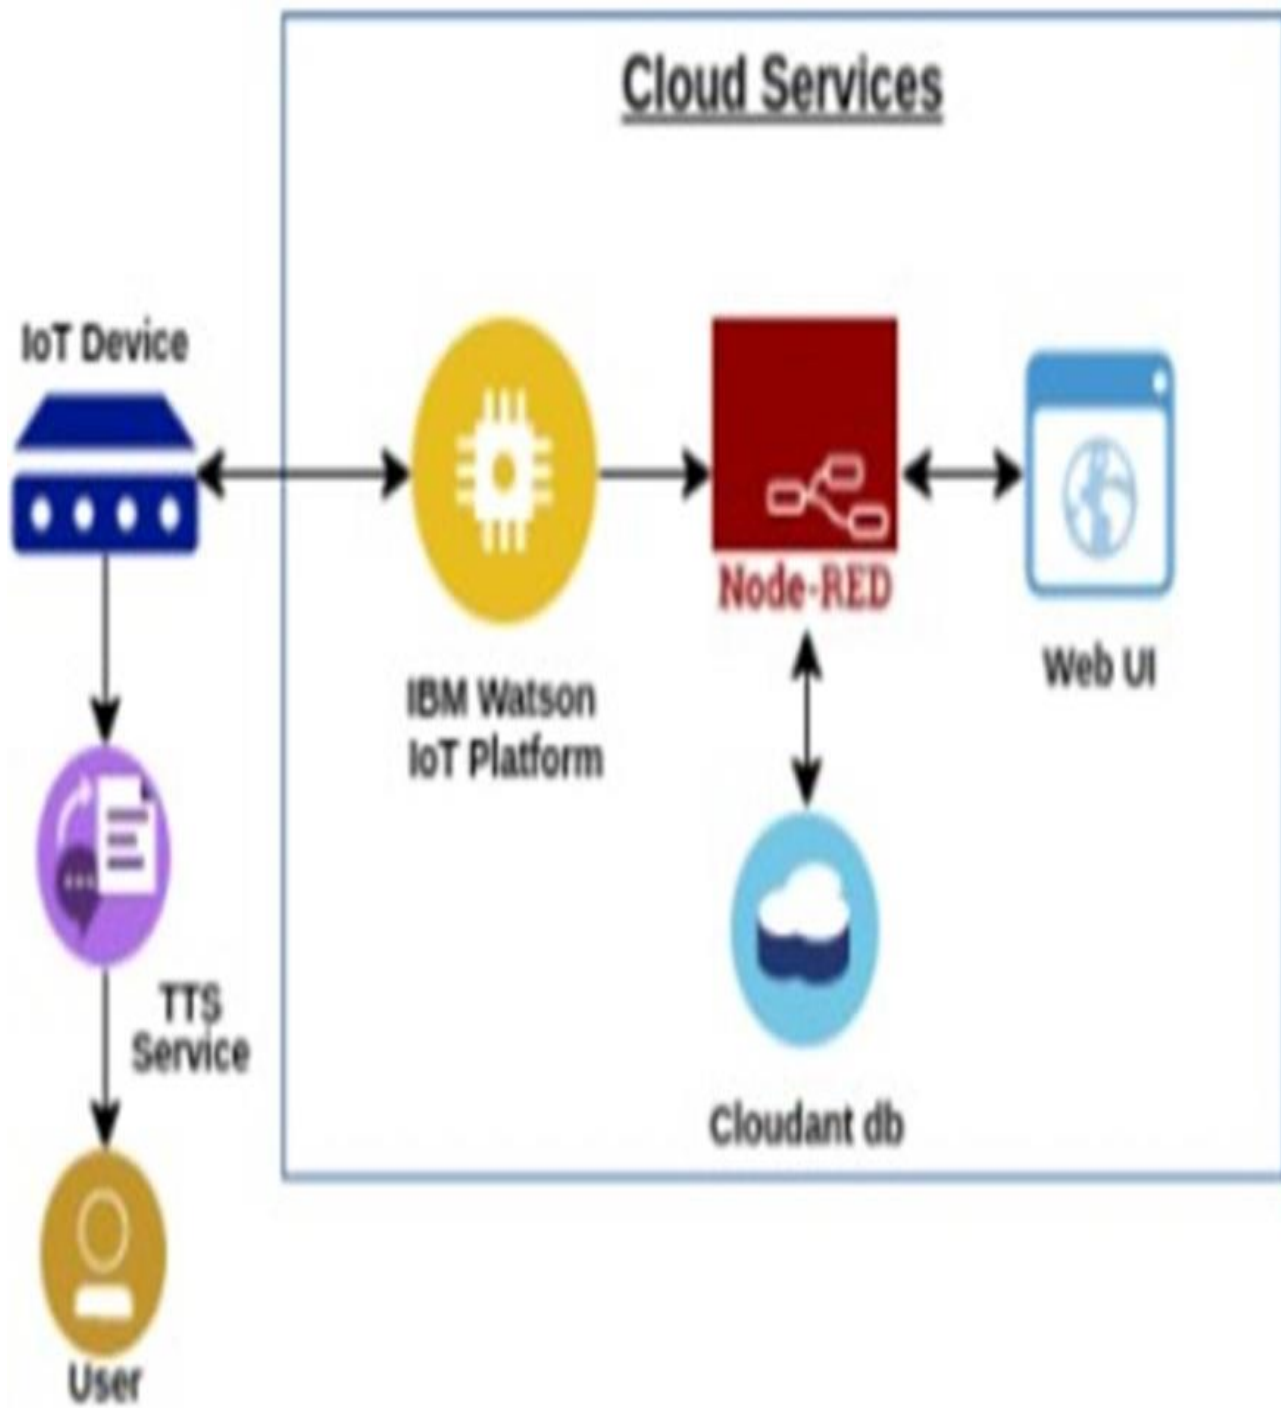 Cloud Services
IoT Device
Node-RED
Web UI
IBM Watson
IoT Platform
TTS
Service
Cloudant db
User